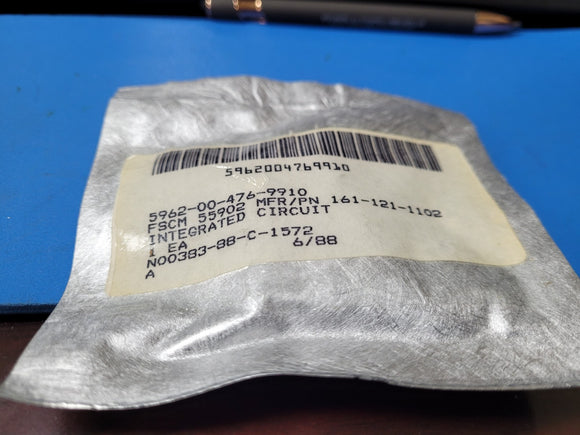 5962004769910
5962-00-476-9910
FSCM 55902 MFR/PN 161-121-1102
INTEGRATED CIRCUIT
1 EA
N00383-88-C-1572 6/88
A